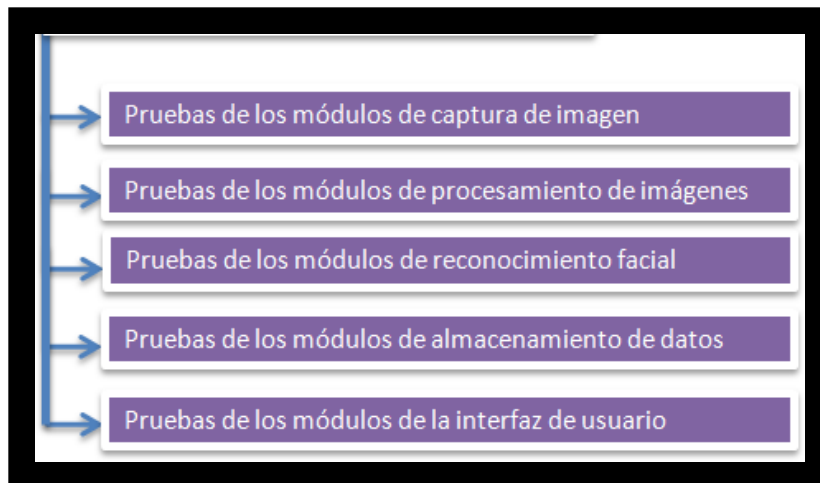 Pruebas de los módulos de captura de imagen
Pruebas de los módulos de procesamiento de imágenes
Pruebas de los módulos de reconocimiento facial
Pruebas de los módulos de almacenamiento de datos
Pruebas de los módulos de la interfaz de usuario